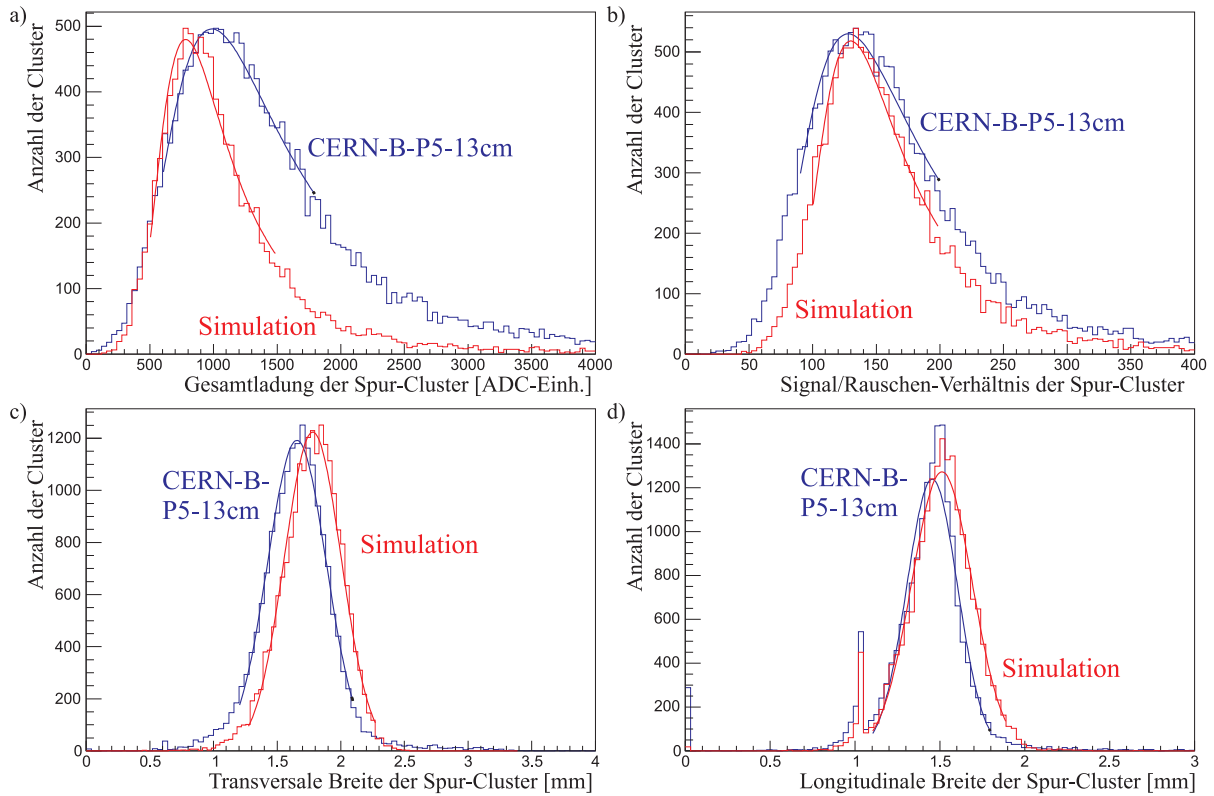 a)
Anzahl der Cluster
500
400
300
200
100
0
CERN-B-P5-13cm
Simulation
0 500 1000 1500 2000 2500 3000 3500 4000
Gesamtladung der Spur-Cluster [ADC-Einh.]
b)
Anzahl der Cluster
500
400
300
200
100
0
CERN-B-P5-13cm
Simulation
0 50 100 150 200 250 300 350 400
Signal/Rauschen-Verhältnis der Spur-Cluster
c)
Anzahl der Cluster
1200
1000
800
600
400
200
0
CERN-B-
P5-13cm
Simulation
0 0.5 1 1.5 2 2.5 3 3.5 4
Transversale Breite der Spur-Cluster [mm]
d)
Anzahl der Cluster
1400
1200
1000
800
600
400
200
0
CERN-B-
P5-13cm
Simulation
0 0.5 1 1.5 2 2.5 3
Longitudinale Breite der Spur-Cluster [mm]